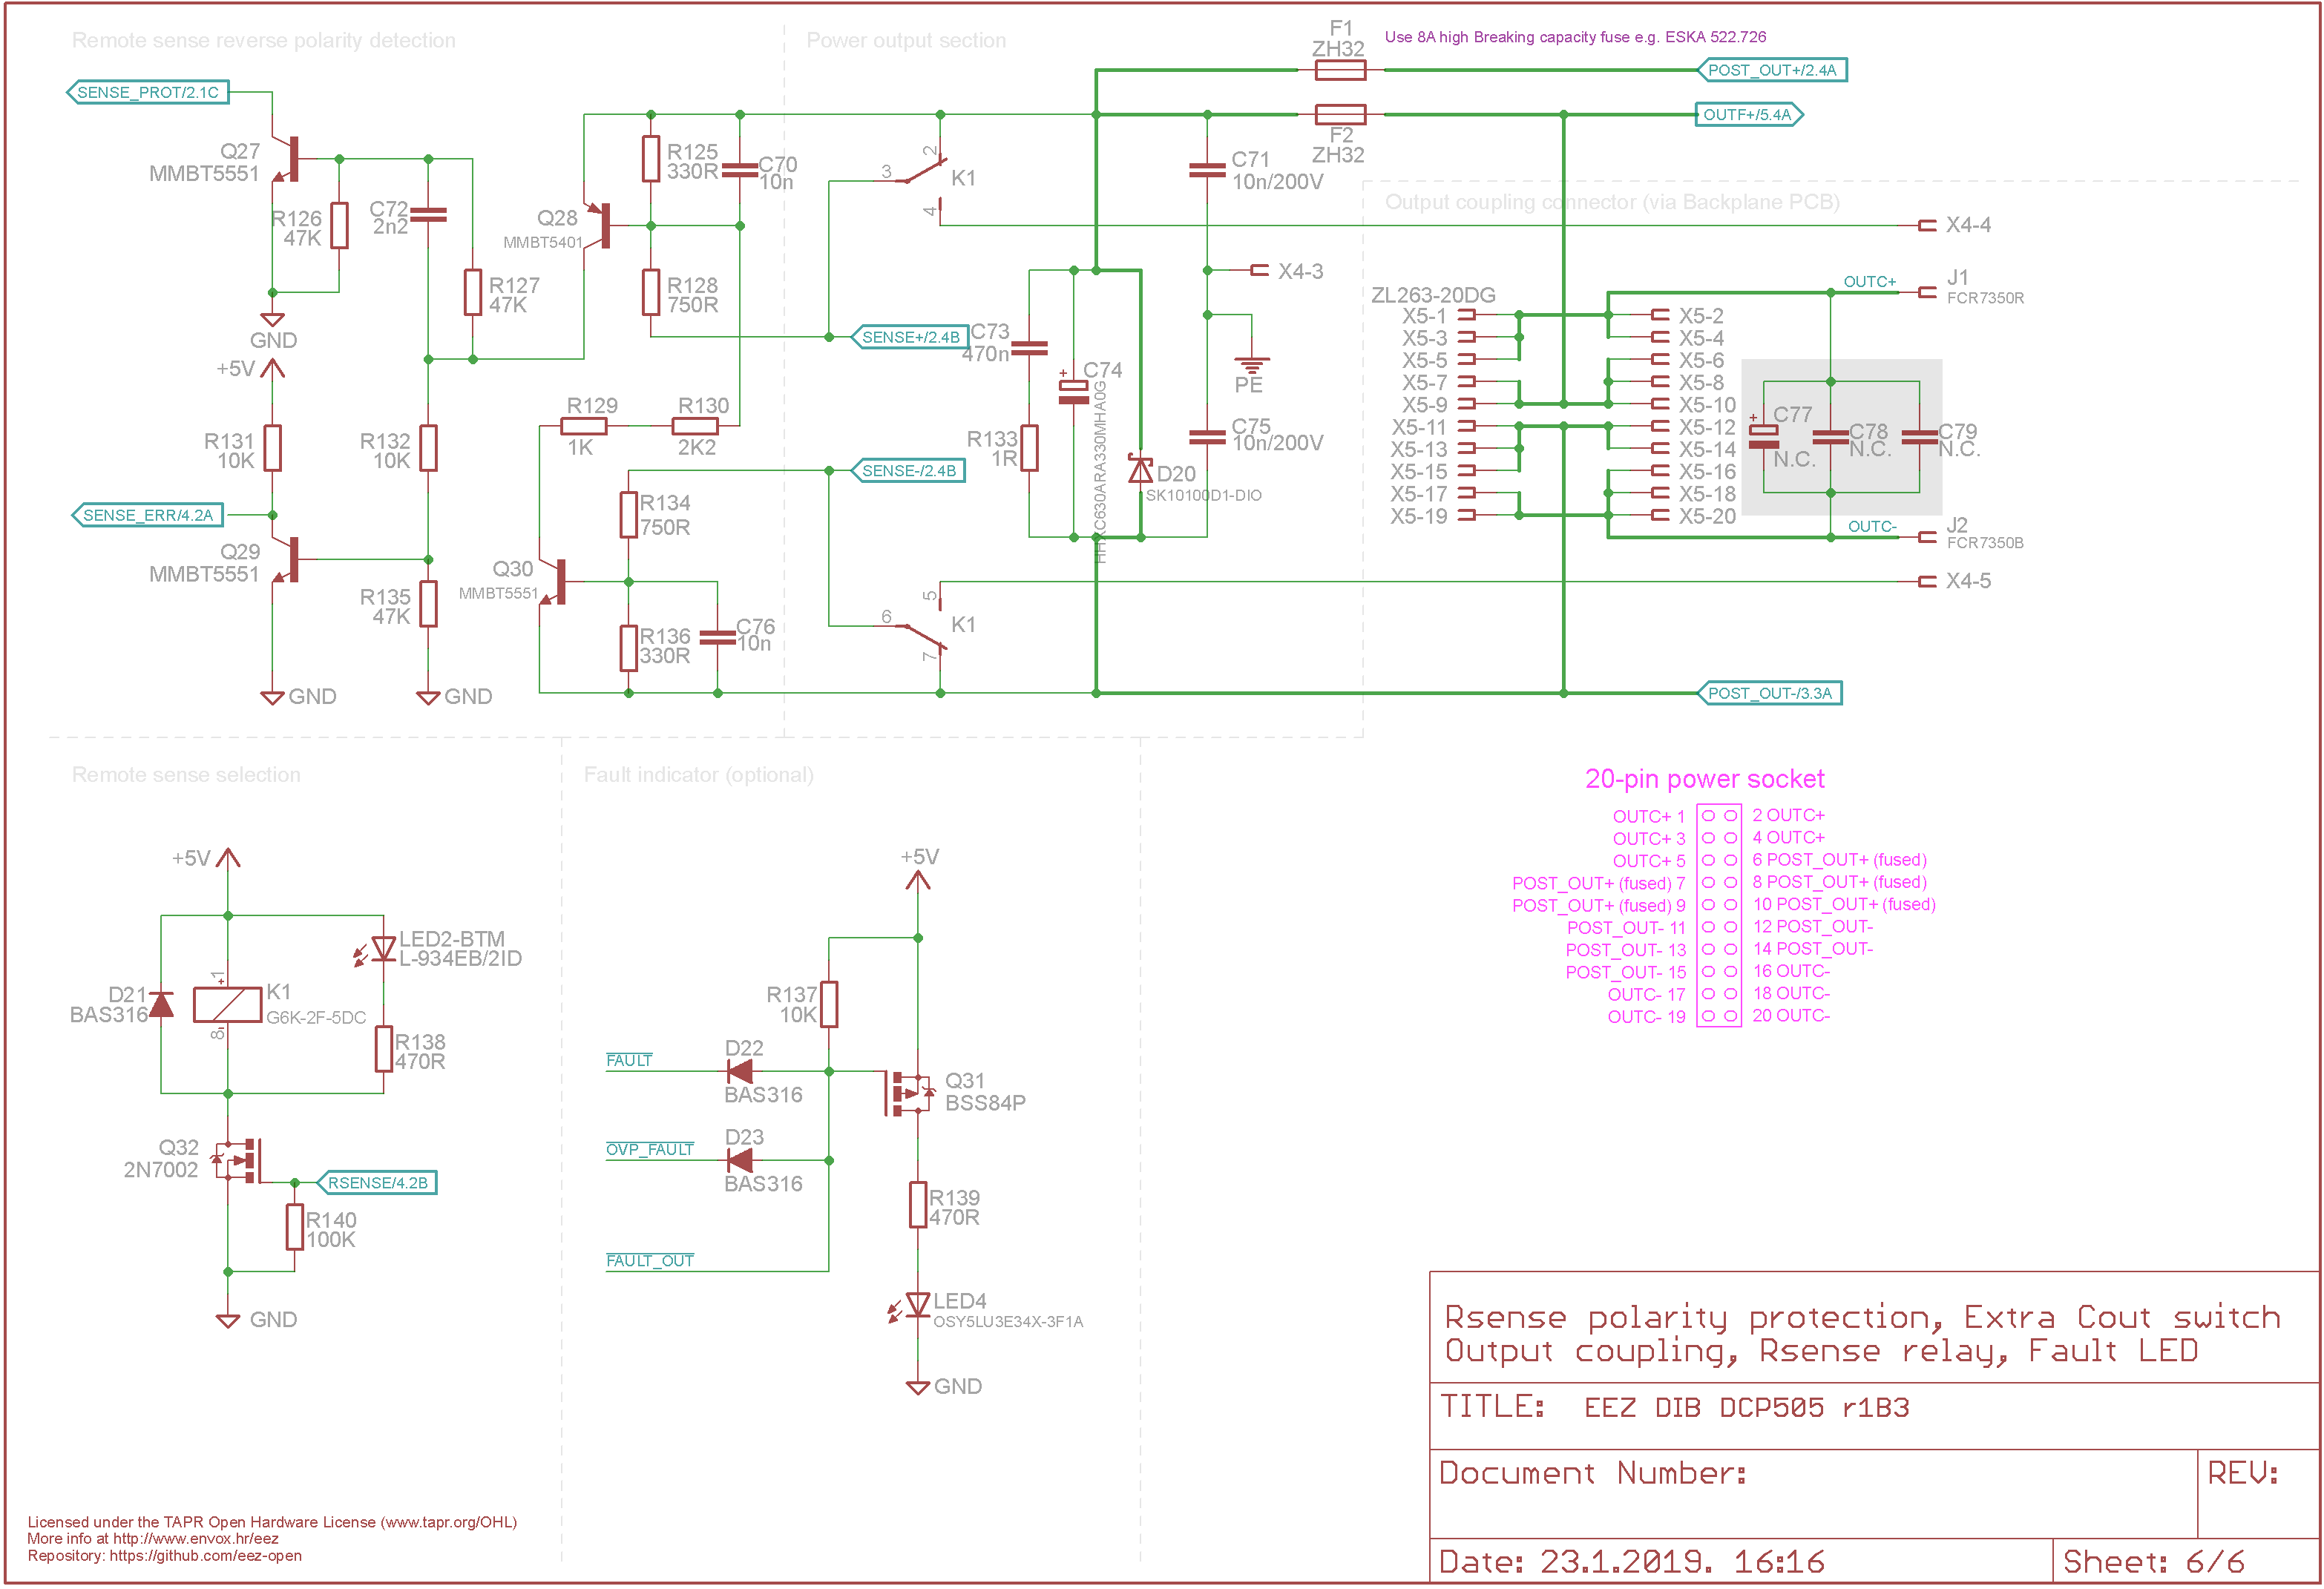 Remote sense reverse polarity detection
Power output section
F1
ZH32
Use 8A high Breaking capacity fuse e.g. ESKA 522.726
POST_OUT+/2.4A
SENSE_PROT/2.1C
OUTF+/5.4A
F2
ZH32
Q27
MMBT5551
R125
330R
C70
10n
2
3
K1
4
C71
10n/200V
R126
47K
C72
2n2
Q28
MMBT5401
Output coupling connector (via Backplane PCB)
X4-4
R127
47K
R128
750R
X4-3
OUTC+
J1
FCR7350R
GND
+5V
SENSE+/2.4B
C73
470n
C74
HHXC630ARA330MHA0G
PE
ZL263-20DG
X5-1
X5-2
X5-3
X5-4
X5-5
X5-6
X5-7
X5-8
X5-9
X5-10
X5-11
X5-12
X5-13
X5-14
X5-15
X5-16
X5-17
X5-18
X5-19
X5-20
+
C77
N.C.
C78
N.C.
C79
N.C.
R129
1K
R130
2K2
R131
10K
R132
10K
R133
1R
C75
10n/200V
+
SENSE-/2.4B
D20
SK10100D1-DIO
R134
750R
SENSE_ERR/4.2A
OUTC-
J2
FCR7350B
Q29
MMBT5551
Q30
MMBT5551
R135
47K
5
6
K1
7
X4-5
R136
330R
C76
10n
GND
GND
POST_OUT-/3.3A
Remote sense selection
Fault indicator (optional)
20-pin power socket
OUTC+ 1
2 OUTC+
OUTC+ 3
4 OUTC+
OUTC+ 5
6 POST_OUT+ (fused)
POST_OUT+ (fused) 7
8 POST_OUT+ (fused)
POST_OUT+ (fused) 9
10 POST_OUT+ (fused)
POST_OUT- 11
12 POST_OUT-
POST_OUT- 13
14 POST_OUT-
POST_OUT- 15
16 OUTC-
OUTC- 17
18 OUTC-
OUTC- 19
20 OUTC-
+5V
LED2-BTM
L-934EB/2ID
1
+
D21
BAS316
K1
G6K-2F-5DC
8
-
R138
470R
Q32
2N7002
RSENSE/4.2B
R140
100K
GND
+5V
R137
10K
FAULT
D22
BAS316
Q31
BSS84P
OVP_FAULT
D23
BAS316
R139
470R
FAULT_OUT
LED4
OSY5LU3E34X-3F1A
GND
Rsense polarity protection, Extra Cout switch
Output coupling, Rsense relay, Fault LED
TITLE: EEZ DIB DCP505 r1B3
Document Number:
REV:
Date: 23.1.2019. 16:16
Sheet: 6/6
Licensed under the TAPR Open Hardware License (www.tapr.org/OHL)
More info at http://www.envox.hr/eez
Repository: https://github.com/eez-open